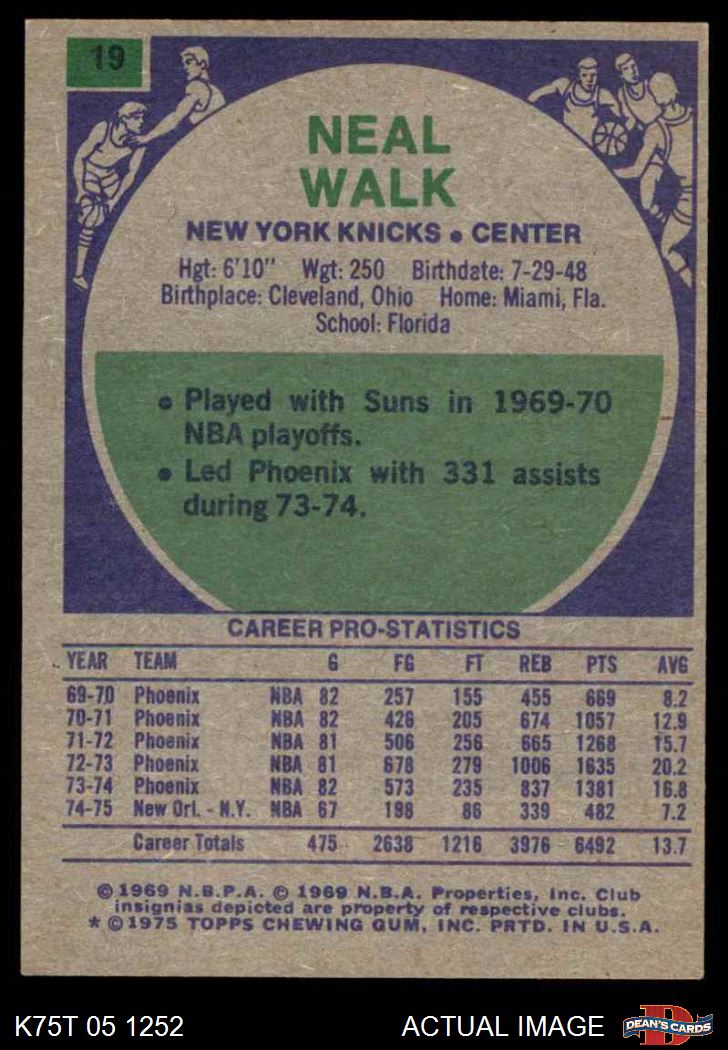 19
NEAL
WALK
NEW YORK KNICKS • CENTER
Hgt: 6'10" Wgt: 250 Birthdate: 7-29-48
Birthplace: Cleveland, Ohio Home: Miami, Fla.
School: Florida
• Played with Suns in 1969-70
NBA playoffs.
• Led Phoenix with 331 assists
during 73-74.
CAREER PRO-STATISTICS
YEAR TEAM G FG FT REB PTS AVG
69-70 Phoenix NBA 82 257 155 455 669 8.2
70-71 Phoenix NBA 82 426 205 674 1057 12.9
71-72 Phoenix NBA 81 506 256 665 1268 15.7
72-73 Phoenix NBA 81 678 279 1006 1635 20.2
73-74 Phoenix NBA 82 573 235 837 1381 16.8
74-75 New Orl. - N.Y. NBA 67 198 86 339 482 7.2
Career Totals 475 2638 1216 3976 6492 13.7
© 1969 N.B.P.A. © 1969 N.B.A. Properties, Inc. Club
insignias depicted are property of respective clubs.
* © 1975 TOPPS CHEWING GUM, INC. PRTD. IN U.S.A.
K75T 05 1252 ACTUAL IMAGE D DEAN'S CARDS